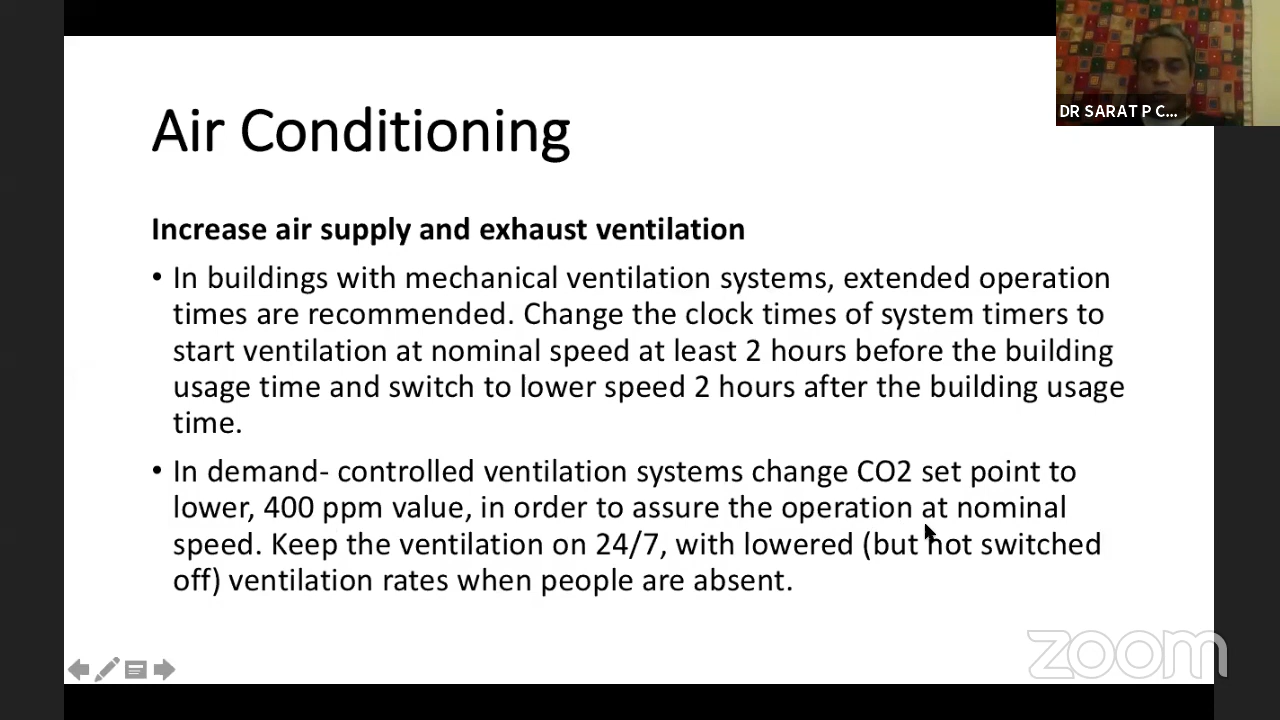 DR SARAT P C...
Air Conditioning
Increase air supply and exhaust ventilation
• In buildings with mechanical ventilation systems, extended operation
times are recommended. Change the clock times of system timers to
start ventilation at nominal speed at least 2 hours before the building
usage time and switch to lower speed 2 hours after the building usage
time.
• In demand- controlled ventilation systems change CO2 set point to
lower, 400 ppm value, in order to assure the operation at nominal
speed. Keep the ventilation on 24/7, with lowered (but not switched
off) ventilation rates when people are absent.
zoom